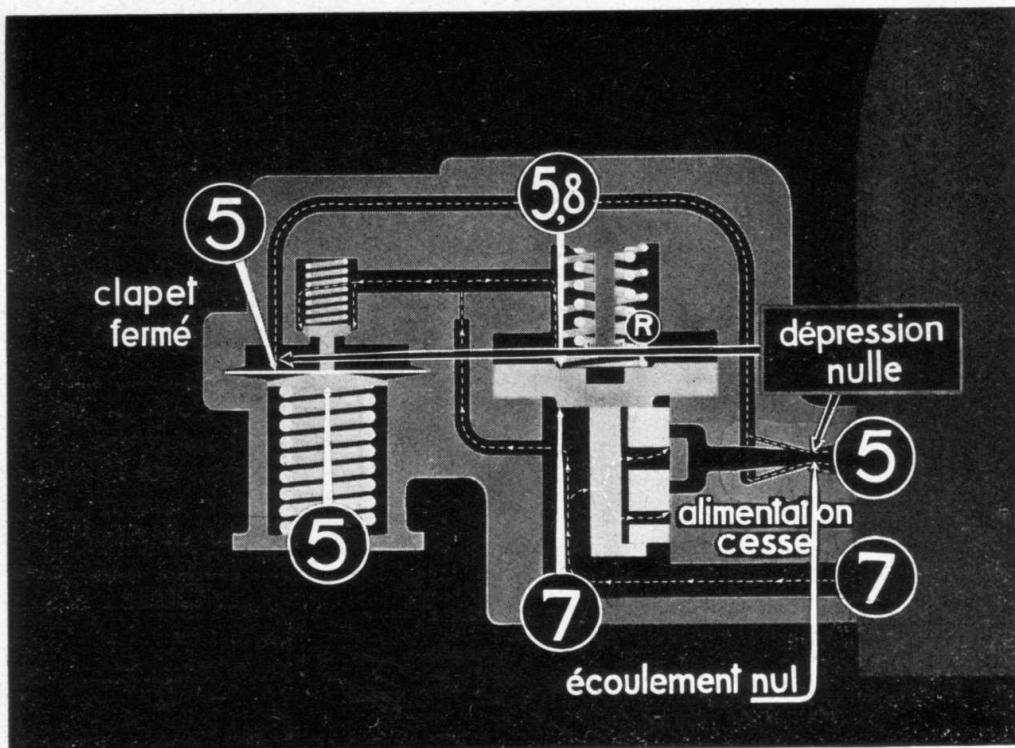 5,8
5
clapet
fermé
R
dépression
nulle
5
5
alimentation
cesse
7
7
écoulement nul